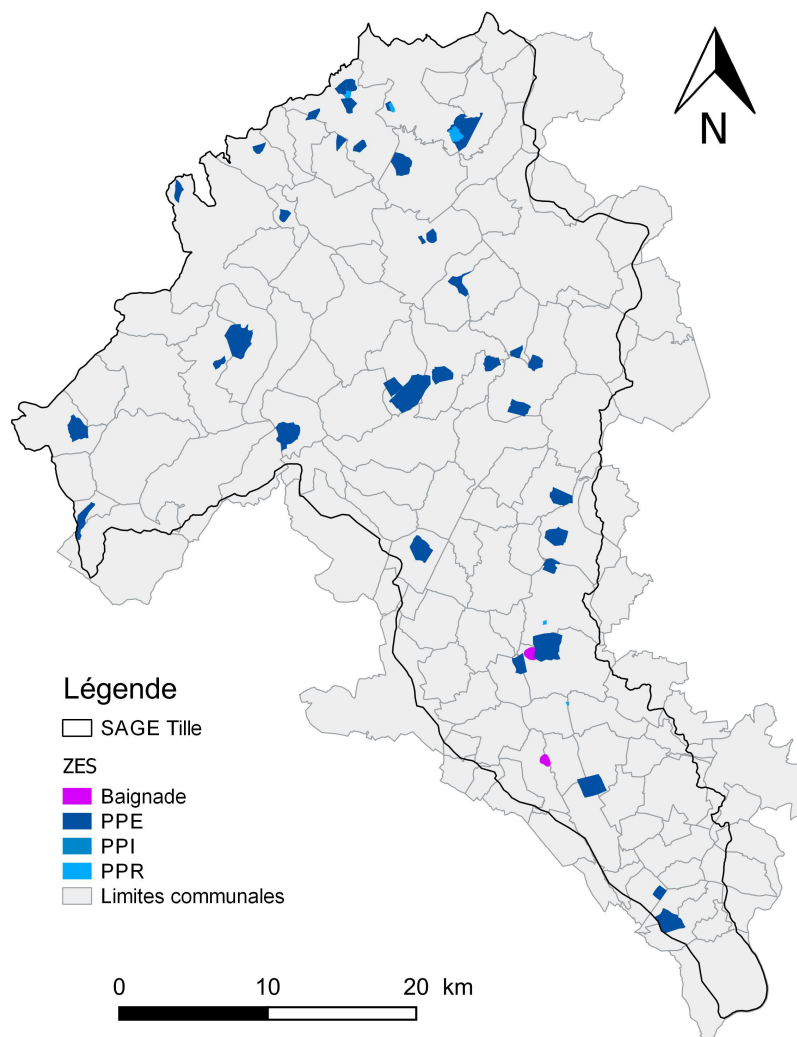 N
Légende
SAGE Tille
ZES
Baignade
PPE
PPI
PPR
Limites communales
0 10 20 km